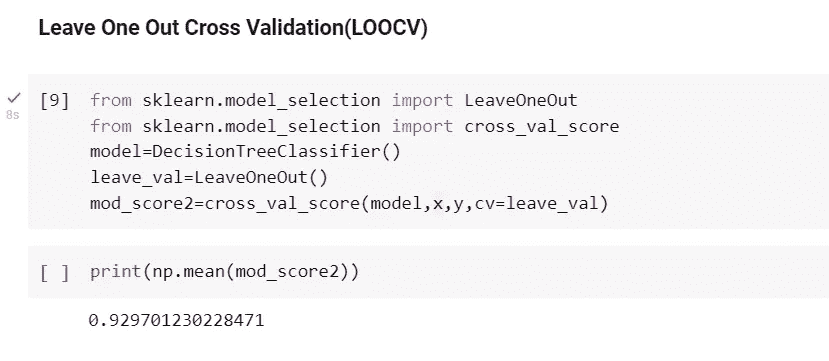 Leave One Out Cross Validation(LOOCV)
[9] from sklearn.model_selection import LeaveOneOut
from sklearn.model_selection import cross_val_score
model=DecisionTreeClassifier()
leave_val=LeaveOneOut()
mod_score2=cross_val_score(model,x,y,cv=leave_val)
8s
[ ] print(np.mean(mod_score2))
0.929701230228471